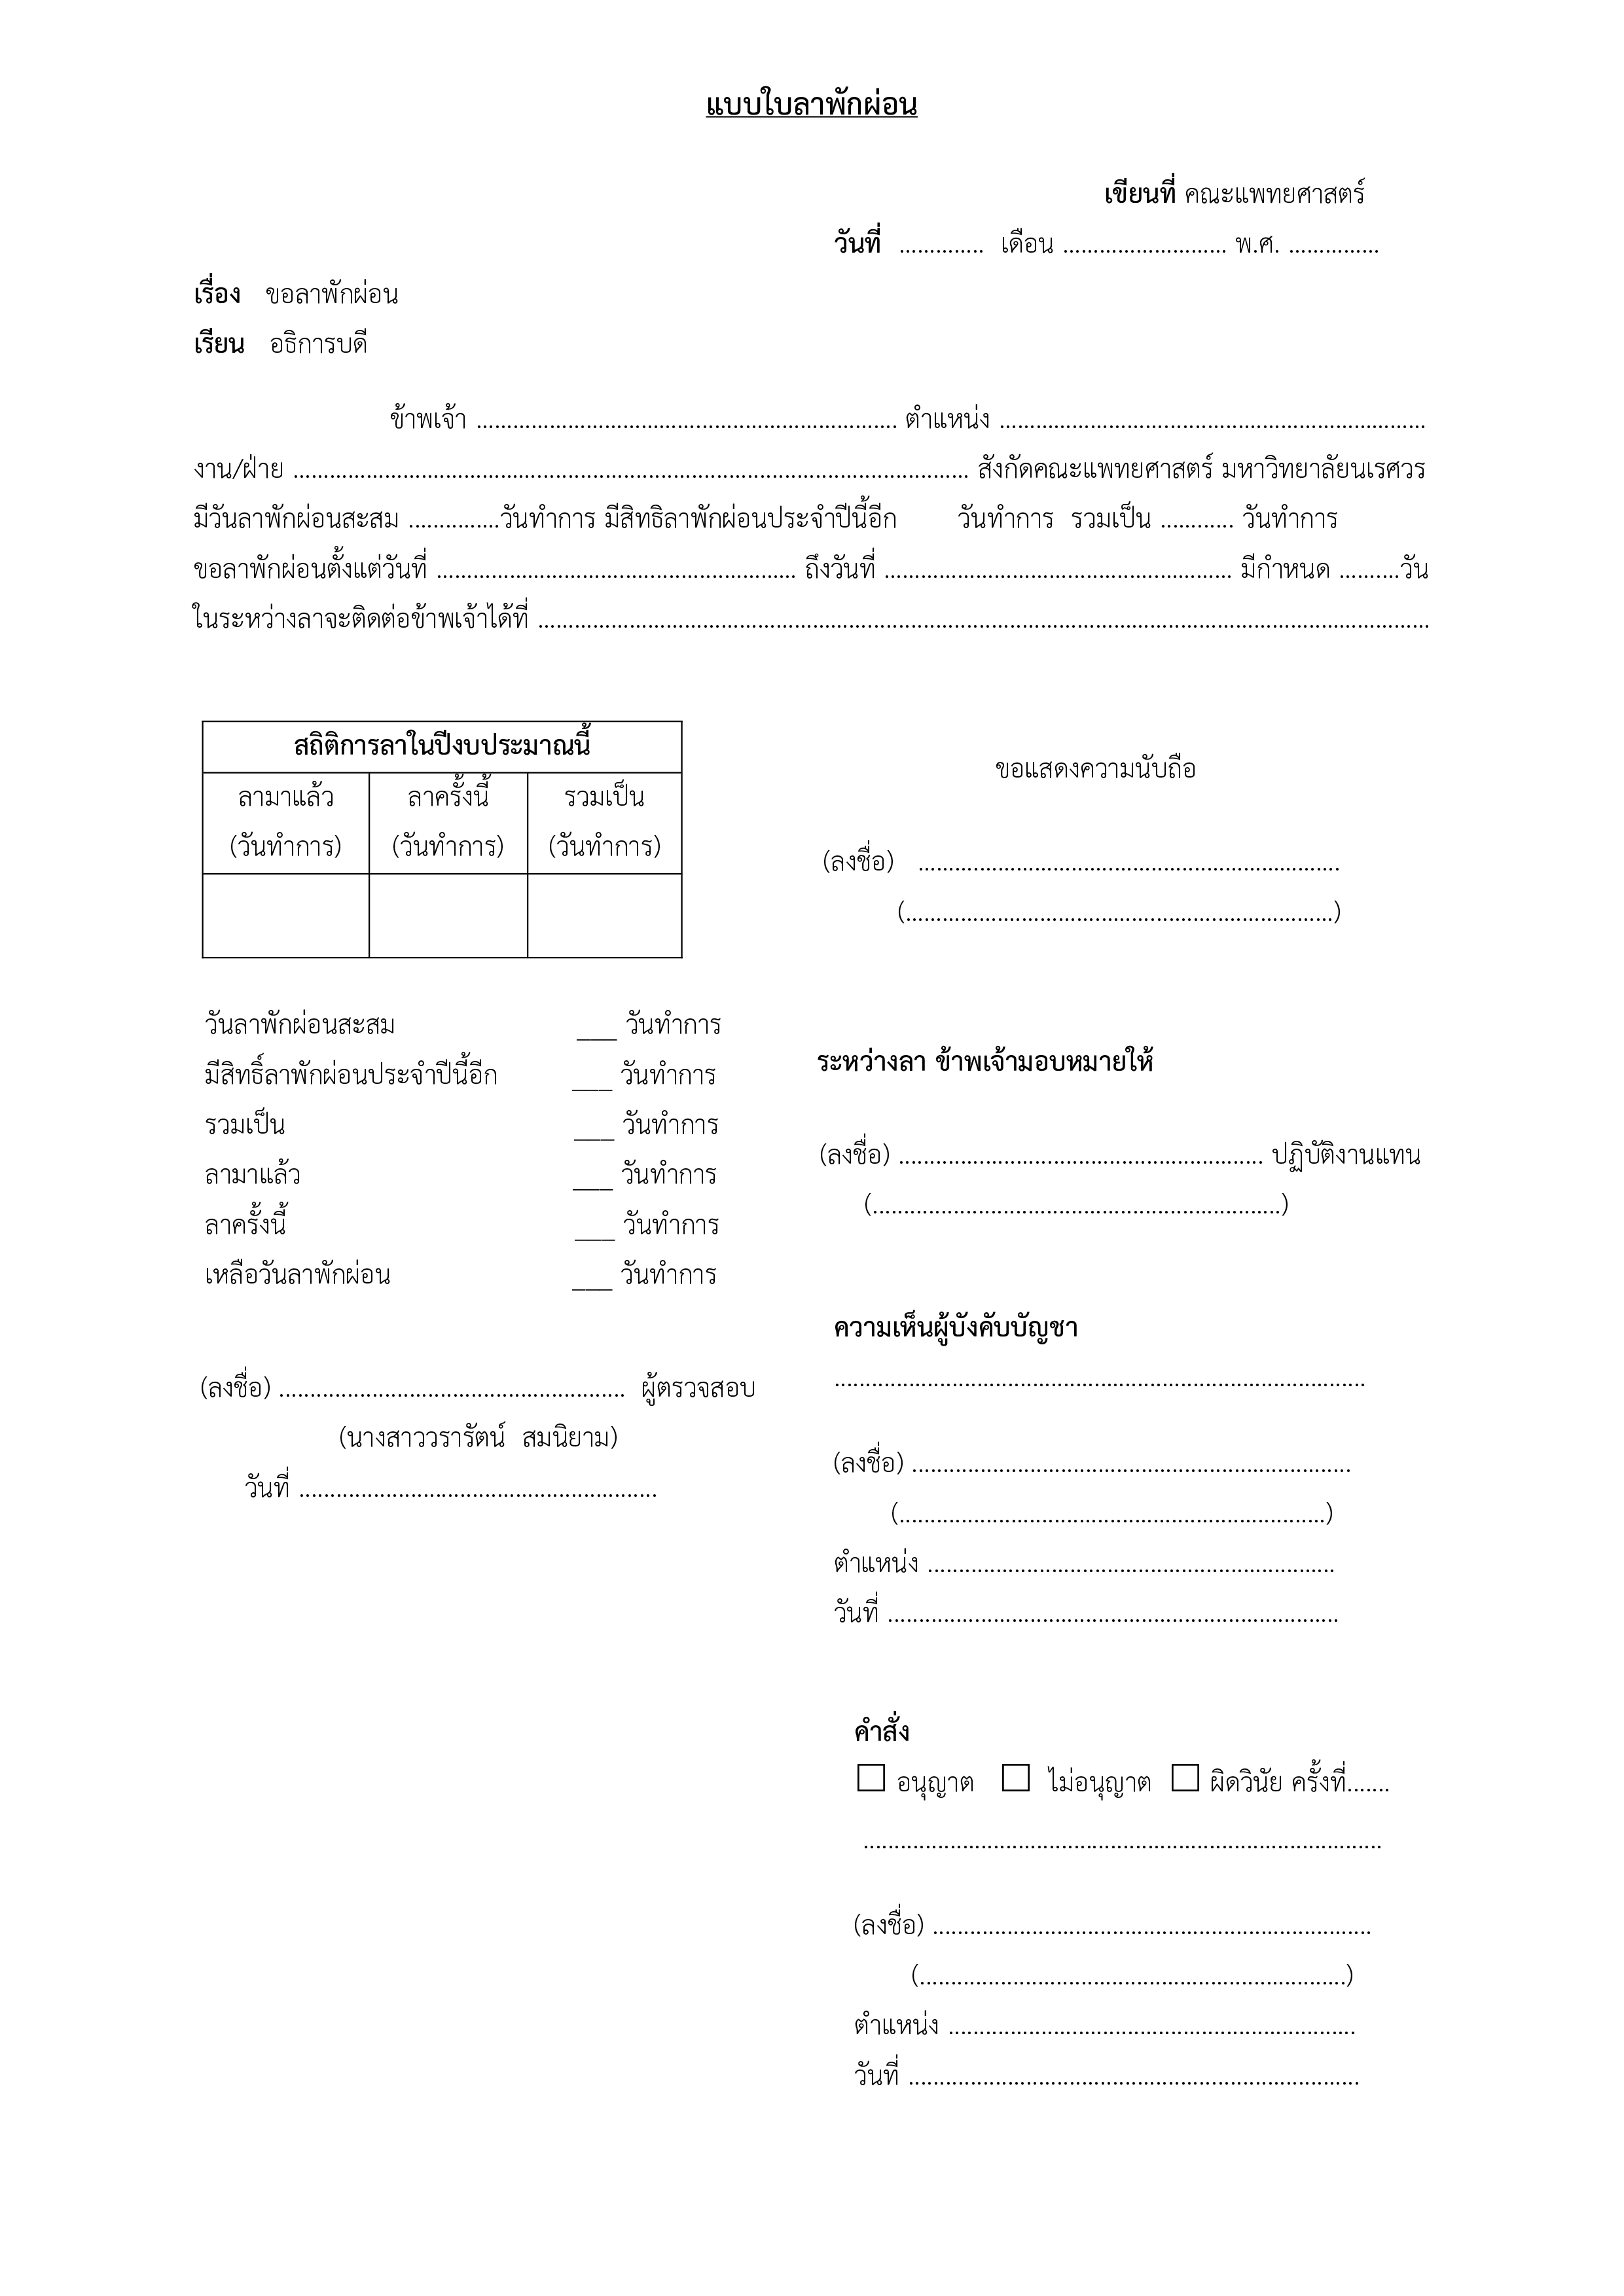 แบบใบลาพักผ่อน
เขียนที่ คณะแพทยศาสตร์
วันที่ .............. เดือน ........................... พ.ศ. ...............
เรื่อง ขอลาพักผ่อน
เรียน อธิการบดี
ข้าพเจ้า ..................................................................... ตำแหน่ง ......................................................................
งาน/ฝ่าย ............................................................................................................... สังกัดคณะแพทยศาสตร์ มหาวิทยาลัยนเรศวร
มีวันลาพักผ่อนสะสม ...............วันทำการ มีสิทธิลาพักผ่อนประจำปีนี้อีก วันทำการ รวมเป็น ............ วันทำการ
ขอลาพักผ่อนตั้งแต่วันที่ ........................................................... ถึงวันที่ ......................................................... มีกำหนด ..........วัน
ในระหว่างลาจะติดต่อข้าพเจ้าได้ที่ ..................................................................................................................................................
สถิติการลาในปีงบประมาณนี้
ลามาแล้ว (วันทำการ) ลาครั้งนี้ (วันทำการ) รวมเป็น (วันทำการ)
วันลาพักผ่อนสะสม ___ วันทำการ
มีสิทธิ์ลาพักผ่อนประจำปีนี้อีก ___ วันทำการ
รวมเป็น ___ วันทำการ
ลามาแล้ว ___ วันทำการ
ลาครั้งนี้ ___ วันทำการ
เหลือวันลาพักผ่อน ___ วันทำการ
(ลงชื่อ) ........................................................ ผู้ตรวจสอบ
(นางสาววรารัตน์ สมนิยาม)
วันที่ ..........................................................
ขอแสดงความนับถือ
(ลงชื่อ) .....................................................................
(......................................................................)
ระหว่างลา ข้าพเจ้ามอบหมายให้
(ลงชื่อ) ........................................................... ปฏิบัติงานแทน
(..................................................................)
ความเห็นผู้บังคับบัญชา
......................................................................................
(ลงชื่อ) .......................................................................
(.....................................................................)
ตำแหน่ง ..................................................................
วันที่ .........................................................................
คำสั่ง
☐ อนุญาต ☐ ไม่อนุญาต ☐ ผิดวินัย ครั้งที่.......
....................................................................................
(ลงชื่อ) .......................................................................
(.....................................................................)
ตำแหน่ง ..................................................................
วันที่ .........................................................................